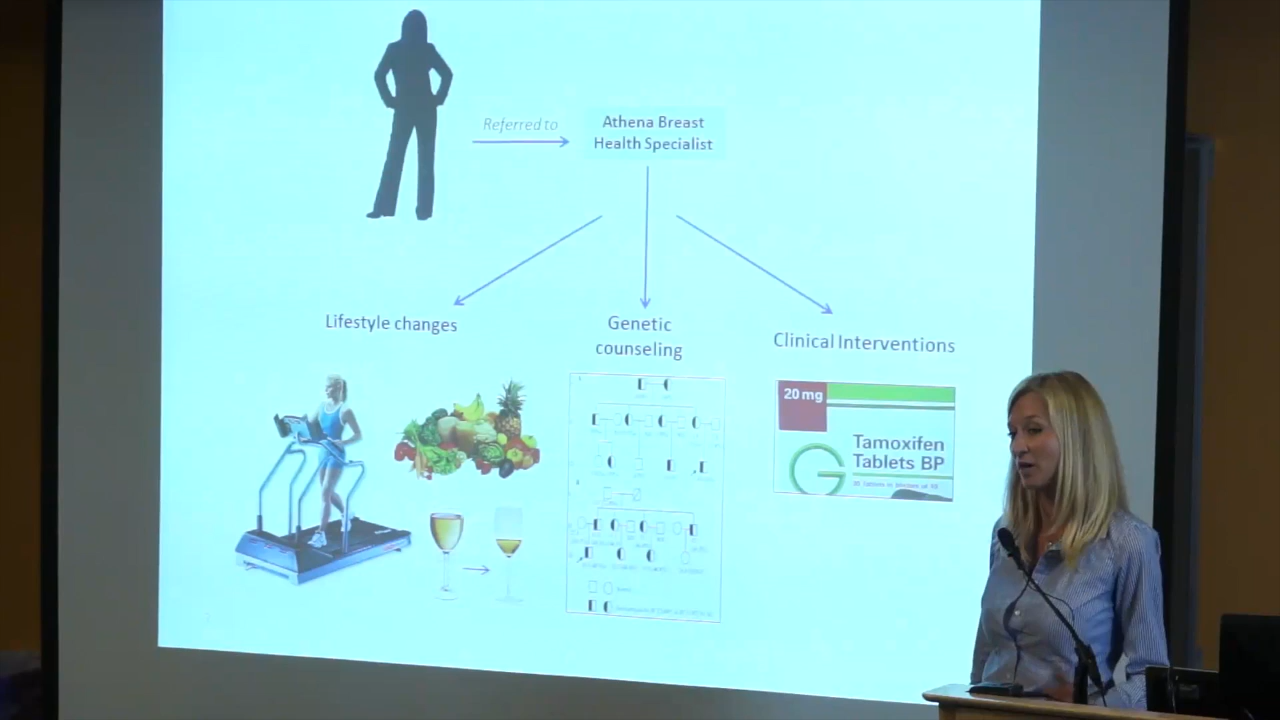 Referred to
Athena Breast
Health Specialist
Lifestyle changes
Genetic
counseling
Clinical Interventions
20 mg
Tamoxifen
Tablets BP